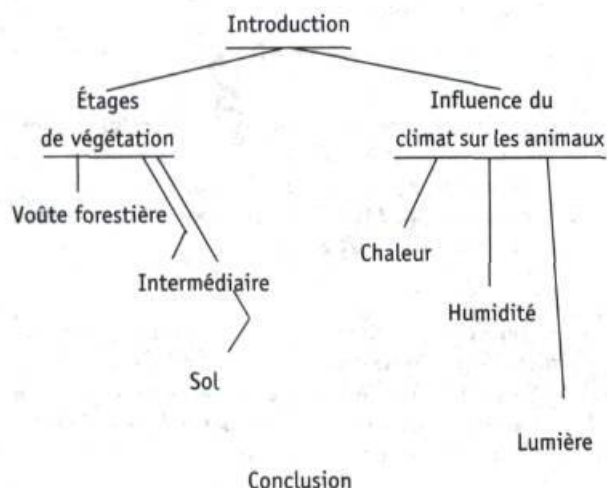 Introduction
Étages
de végétation
Influence du
climat sur les animaux
Voûte forestière
Chaleur
Intermédiaire
Humidité
Sol
Lumière
Conclusion